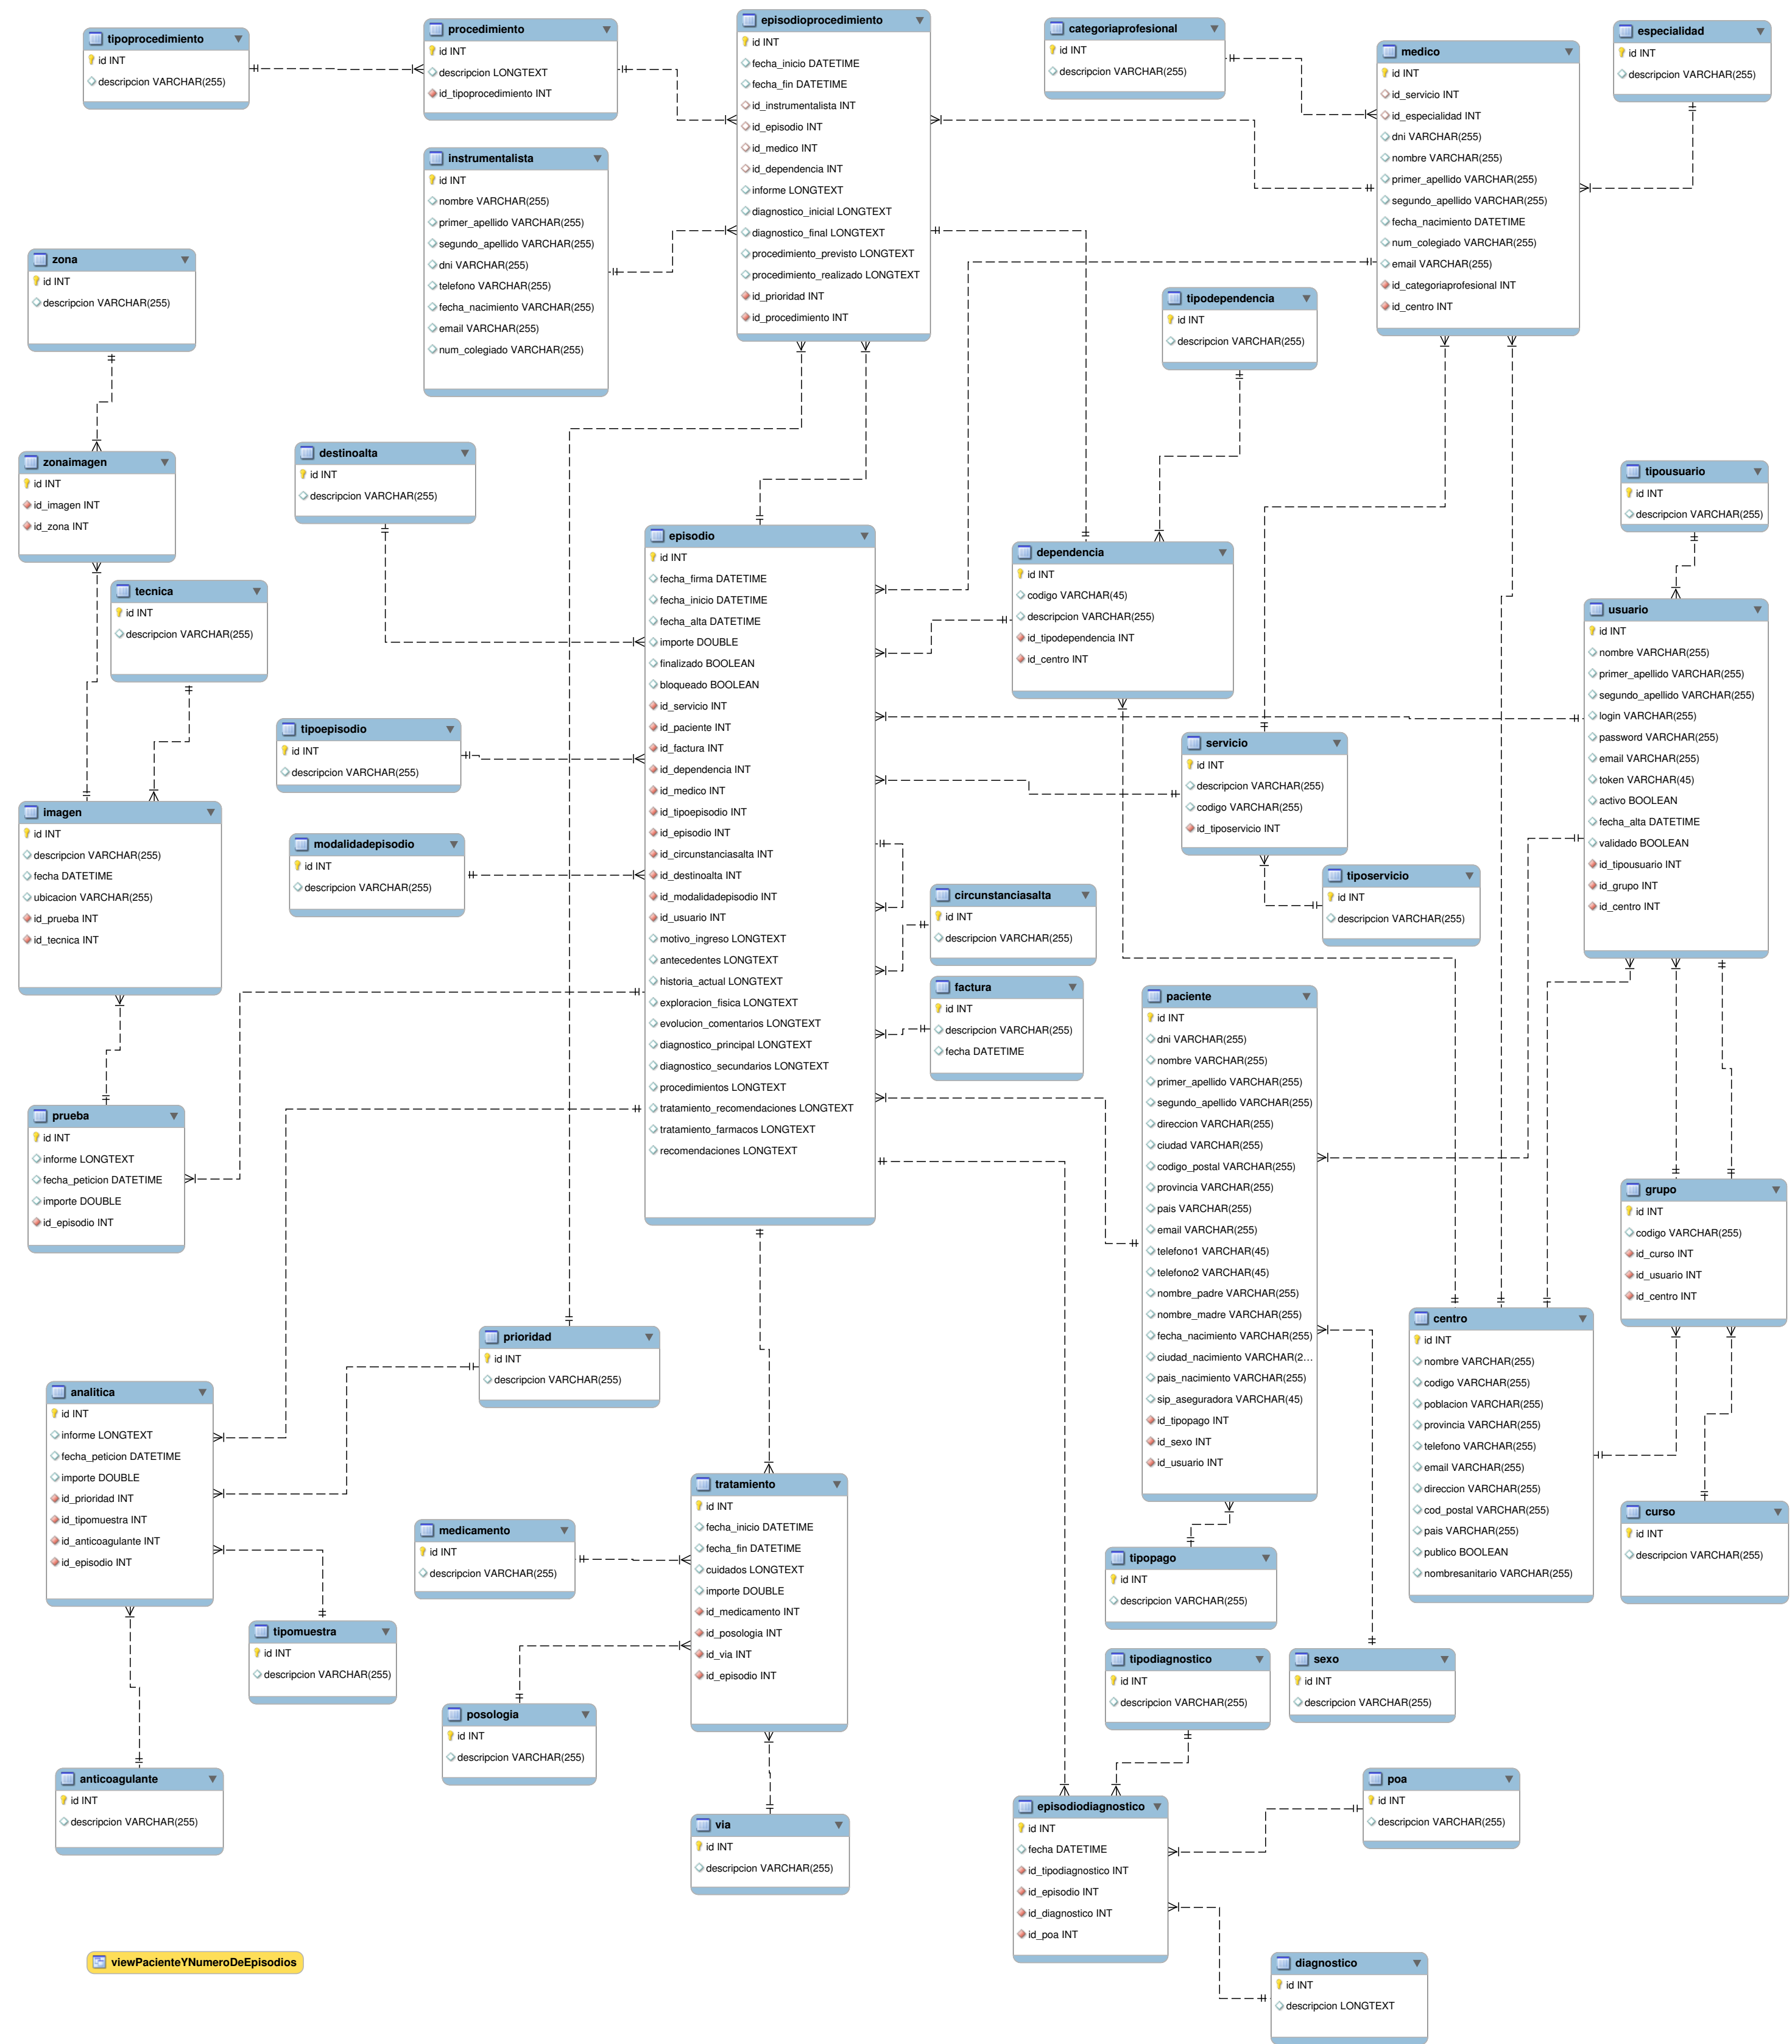 tipoprocedimiento
id INT
descripcion VARCHAR(255)
procedimiento
id INT
descripcion LONGTEXT
id_tipoprocedimiento INT
episodioprocedimiento
id INT
fecha_inicio DATETIME
fecha_fin DATETIME
id_instrumentalista INT
id_episodio INT
id_medico INT
id_dependencia INT
informe LONGTEXT
diagnostico_inicial LONGTEXT
diagnostico_final LONGTEXT
procedimiento_previsto LONGTEXT
procedimiento_realizado LONGTEXT
id_prioridad INT
id_procedimiento INT
categoriaprofesional
id INT
descripcion VARCHAR(255)
medico
id INT
id_servicio INT
id_especialidad INT
dni VARCHAR(255)
nombre VARCHAR(255)
primer_apellido VARCHAR(255)
segundo_apellido VARCHAR(255)
fecha_nacimiento DATETIME
num_colegiado VARCHAR(255)
email VARCHAR(255)
id_categoriaprofesional INT
id_centro INT
especialidad
id INT
descripcion VARCHAR(255)
instrumentalista
id INT
nombre VARCHAR(255)
primer_apellido VARCHAR(255)
segundo_apellido VARCHAR(255)
dni VARCHAR(255)
telefono VARCHAR(255)
fecha_nacimiento VARCHAR(255)
email VARCHAR(255)
num_colegiado VARCHAR(255)
zona
id INT
descripcion VARCHAR(255)
tipodependencia
id INT
descripcion VARCHAR(255)
zonaimagen
id INT
id_imagen INT
id_zona INT
destinoalta
id INT
descripcion VARCHAR(255)
tipousuario
id INT
descripcion VARCHAR(255)
episodio
id INT
fecha_firma DATETIME
fecha_inicio DATETIME
fecha_alta DATETIME
importe DOUBLE
finalizado BOOLEAN
bloqueado BOOLEAN
id_servicio INT
id_paciente INT
id_factura INT
id_dependencia INT
id_medico INT
id_tipoepisodio INT
id_episodio INT
id_circunstanciasalta INT
id_destinoalta INT
id_modalidadepisodio INT
id_usuario INT
motivo_ingreso LONGTEXT
antecedentes LONGTEXT
historia_actual LONGTEXT
exploracion_fisica LONGTEXT
evolucion_comentarios LONGTEXT
diagnostico_principal LONGTEXT
diagnostico_secundarios LONGTEXT
procedimientos LONGTEXT
tratamiento_recomendaciones LONGTEXT
tratamiento_farmacos LONGTEXT
recomendaciones LONGTEXT
dependencia
id INT
codigo VARCHAR(45)
descripcion VARCHAR(255)
id_tipodependencia INT
id_centro INT
tecnica
id INT
descripcion VARCHAR(255)
usuario
id INT
nombre VARCHAR(255)
primer_apellido VARCHAR(255)
segundo_apellido VARCHAR(255)
login VARCHAR(255)
password VARCHAR(255)
email VARCHAR(255)
token VARCHAR(45)
activo BOOLEAN
fecha_alta DATETIME
validado BOOLEAN
id_tipousuario INT
id_grupo INT
id_centro INT
tipoepisodio
id INT
descripcion VARCHAR(255)
servicio
id INT
descripcion VARCHAR(255)
codigo VARCHAR(255)
id_tiposervicio INT
imagen
id INT
descripcion VARCHAR(255)
fecha DATETIME
ubicacion VARCHAR(255)
id_prueba INT
id_tecnica INT
modalidadepisodio
id INT
descripcion VARCHAR(255)
tiposervicio
id INT
descripcion VARCHAR(255)
circunstanciasalta
id INT
descripcion VARCHAR(255)
factura
id INT
descripcion VARCHAR(255)
fecha DATETIME
paciente
id INT
dni VARCHAR(255)
nombre VARCHAR(255)
primer_apellido VARCHAR(255)
segundo_apellido VARCHAR(255)
direccion VARCHAR(255)
ciudad VARCHAR(255)
codigo_postal VARCHAR(255)
provincia VARCHAR(255)
pais VARCHAR(255)
email VARCHAR(255)
telefono1 VARCHAR(45)
telefono2 VARCHAR(45)
nombre_padre VARCHAR(255)
nombre_madre VARCHAR(255)
fecha_nacimiento VARCHAR(255)
ciudad_nacimiento VARCHAR(2...
pais_nacimiento VARCHAR(255)
sip_aseguradora VARCHAR(45)
id_tipopago INT
id_sexo INT
id_usuario INT
prueba
id INT
informe LONGTEXT
fecha_peticion DATETIME
importe DOUBLE
id_episodio INT
grupo
id INT
codigo VARCHAR(255)
id_curso INT
id_usuario INT
id_centro INT
centro
id INT
nombre VARCHAR(255)
codigo VARCHAR(255)
poblacion VARCHAR(255)
provincia VARCHAR(255)
telefono VARCHAR(255)
email VARCHAR(255)
direccion VARCHAR(255)
cod_postal VARCHAR(255)
pais VARCHAR(255)
publico BOOLEAN
nombresanitario VARCHAR(255)
prioridad
id INT
descripcion VARCHAR(255)
analitica
id INT
informe LONGTEXT
fecha_peticion DATETIME
importe DOUBLE
id_prioridad INT
id_tipomuestra INT
id_anticoagulante INT
id_episodio INT
tratamiento
id INT
fecha_inicio DATETIME
fecha_fin DATETIME
cuidados LONGTEXT
importe DOUBLE
id_medicamento INT
id_posologia INT
id_via INT
id_episodio INT
curso
id INT
descripcion VARCHAR(255)
medicamento
id INT
descripcion VARCHAR(255)
tipopago
id INT
descripcion VARCHAR(255)
tipomuestra
id INT
descripcion VARCHAR(255)
tipodiagnostico
id INT
descripcion VARCHAR(255)
sexo
id INT
descripcion VARCHAR(255)
posologia
id INT
descripcion VARCHAR(255)
anticoagulante
id INT
descripcion VARCHAR(255)
poa
id INT
descripcion VARCHAR(255)
episodiodiagnostico
id INT
fecha DATETIME
id_tipodiagnostico INT
id_episodio INT
id_diagnostico INT
id_poa INT
via
id INT
descripcion VARCHAR(255)
viewPacienteYNumeroDeEpisodios
diagnostico
id INT
descripcion LONGTEXT